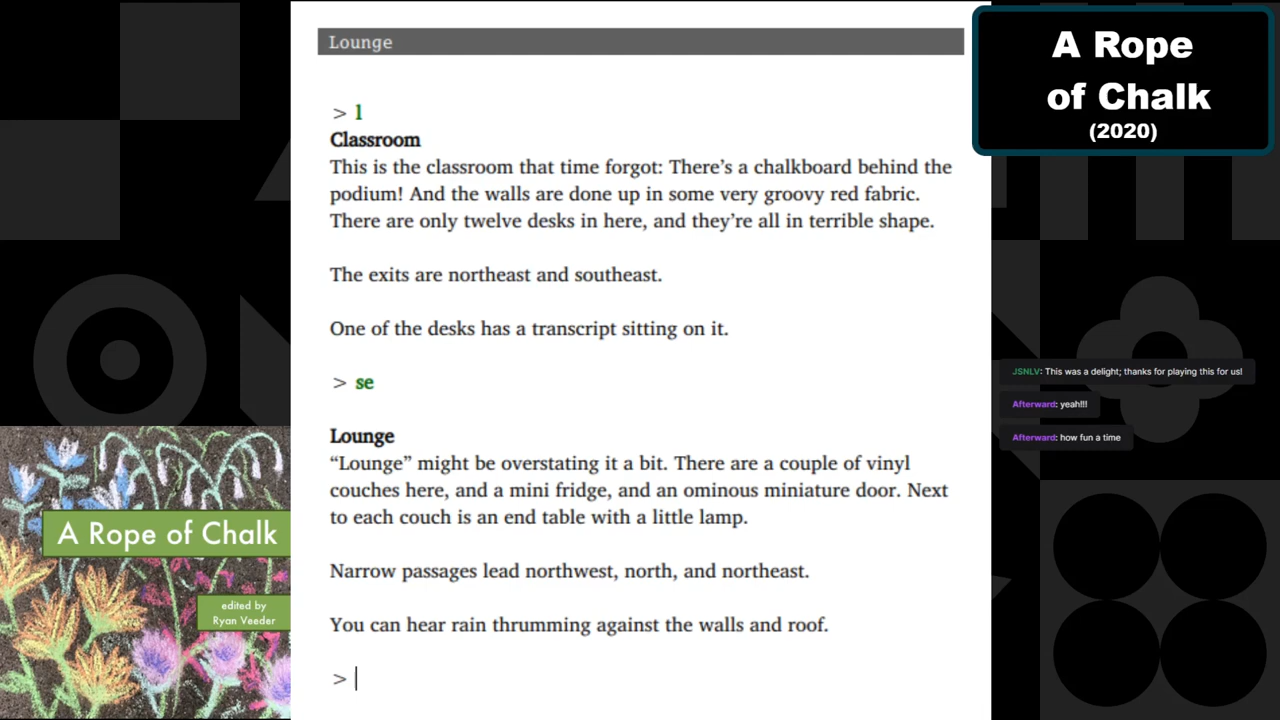 Lounge
> l
Classroom
This is the classroom that time forgot: There’s a chalkboard behind the
podium! And the walls are done up in some very groovy red fabric.
There are only twelve desks in here, and they’re all in terrible shape.
The exits are northeast and southeast.
One of the desks has a transcript sitting on it.
> se
Lounge
“Lounge” might be overstating it a bit. There are a couple of vinyl
couches here, and a mini fridge, and an ominous miniature door. Next
to each couch is an end table with a little lamp.
Narrow passages lead northwest, north, and northeast.
You can hear rain thrumming against the walls and roof.
>
A Rope
of Chalk
(2020)
JSNLV: This was a delight; thanks for playing this for us!
Afterward: yeah!!!
Afterward: how fun a time
A Rope of Chalk
edited by
Ryan Veeder